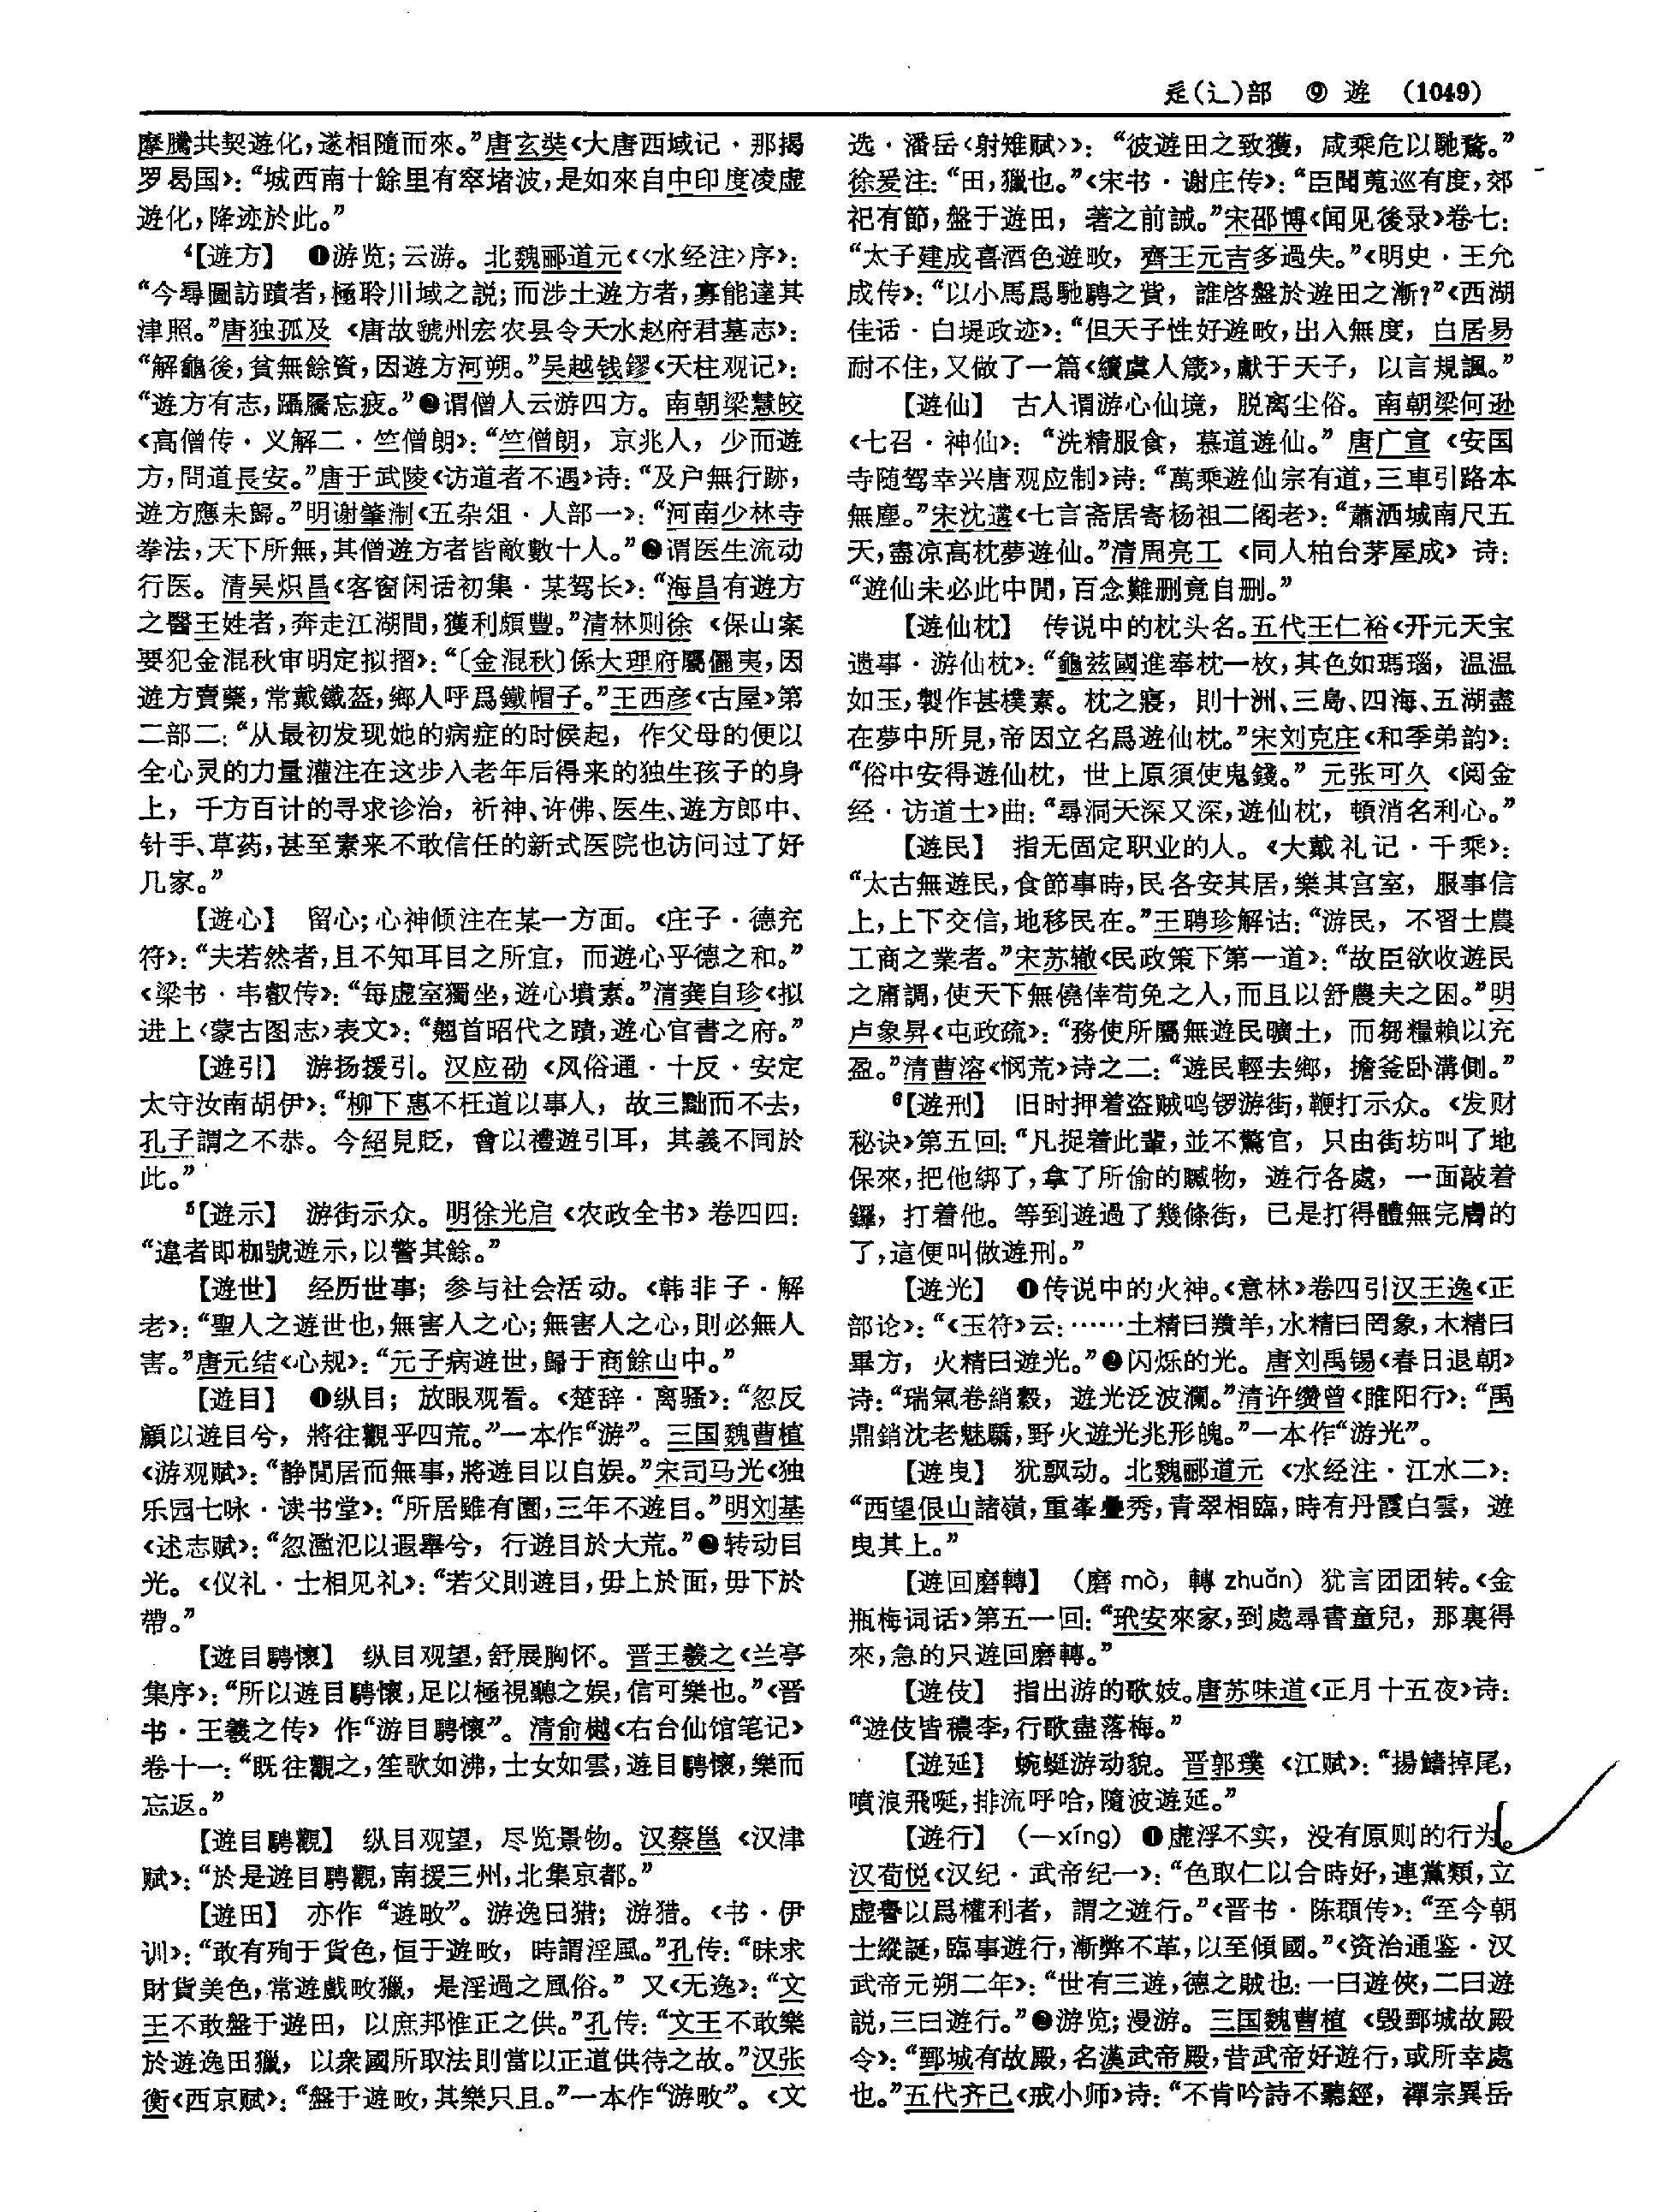 辵(辶)部 ⑨ 遊 (1049)
摩騰共契遊化，遂相隨而來。”唐玄奘《大唐西域记·那揭
罗曷国》：“城西南十餘里有窣堵波，是如來自中印度凌虚
遊化，降迹於此。”
⁴【遊方】 ❶游览；云游。北魏郦道元《〈水经注〉序》：
“今尋圖訪蹟者，極聆川域之説；而涉土遊方者，寡能達其
津照。”唐独孤及《唐故虢州宏农县令天水赵府君墓志》：
“解龜後，貧無餘資，因遊方河朔。”吴越钱镠《天柱观记》：
“遊方有志，躡屩忘疲。”❷谓僧人云游四方。南朝梁慧皎
《高僧传·义解二·竺僧朗》：“竺僧朗，京兆人，少而遊
方，問道長安。”唐于武陵《访道者不遇》诗：“及户無行跡，
遊方應未歸。”明谢肇淛《五杂俎·人部一》：“河南少林寺
拳法，天下所無，其僧遊方者皆敵數十人。”❸谓医生流动
行医。清吴炽昌《客窗闲话初集·某驾长》：“海昌有遊方
之醫王姓者，奔走江湖間，獲利頗豐。”清林则徐《保山案
要犯金混秋审明定拟摺》：“〔金混秋〕係大理府屬儸夷，因
遊方賣藥，常戴鐵盔，鄉人呼爲鐵帽子。”王西彦《古屋》第
二部二：“从最初发现她的病症的时候起，作父母的便以
全心灵的力量灌注在这步入老年后得来的独生孩子的身
上，千方百计的寻求诊治，祈神、许佛、医生、遊方郎中、
针手、草药，甚至素来不敢信任的新式医院也访问过了好
几家。”
【遊心】 留心；心神倾注在某一方面。《庄子·德充
符》：“夫若然者，且不知耳目之所宜，而遊心乎德之和。”
《梁书·韦叡传》：“每虚室獨坐，遊心墳素。”清龚自珍《拟
进上〈蒙古图志〉表文》：“翹首昭代之蹟，遊心官書之府。”
【遊引】 游扬援引。汉应劭《风俗通·十反·安定
太守汝南胡伊》：“柳下惠不枉道以事人，故三黜而不去，
孔子謂之不恭。今紹見貶，會以禮遊引耳，其義不同於
此。”
⁵【遊示】 游街示众。明徐光启《农政全书》卷四四：
“違者即枷號遊示，以警其餘。”
【遊世】 经历世事；参与社会活动。《韩非子·解
老》：“聖人之遊世也，無害人之心；無害人之心，則必無人
害。”唐元结《心规》：“元子病遊世，歸于商餘山中。”
【遊目】 ❶纵目；放眼观看。《楚辞·离骚》：“忽反
顧以遊目兮，將往觀乎四荒。”一本作“游”。三国魏曹植
《游观赋》：“静閒居而無事，將遊目以自娱。”宋司马光《独
乐园七咏·读书堂》：“所居雖有園，三年不遊目。”明刘基
《述志赋》：“忽濫氾以遐舉兮，行遊目於大荒。”❷转动目
光。《仪礼·士相见礼》：“若父則遊目，毋上於面，毋下於
帶。”
【遊目騁懷】 纵目观望，舒展胸怀。晋王羲之《兰亭
集序》：“所以遊目騁懷，足以極視聽之娱，信可樂也。”《晋
书·王羲之传》作“游目騁懷”。清俞樾《右台仙馆笔记》
卷十一：“既往觀之，笙歌如沸，士女如雲，遊目騁懷，樂而
忘返。”
【遊目騁觀】 纵目观望，尽览景物。汉蔡邕《汉津
赋》：“於是遊目騁觀，南援三州，北集京都。”
【遊田】 亦作“遊畋”。游逸田猎；游猎。《书·伊
训》：“敢有殉于貨色，恒于遊畋，時謂淫風。”孔传：“昧求
財貨美色，常遊戲畋獵，是淫過之風俗。”又《无逸》：“文
王不敢盤于遊田，以庶邦惟正之供。”孔传：“文王不敢樂
於遊逸田獵，以衆國所取法則當以正道供待之故。”汉张
衡《西京赋》：“盤于遊畋，其樂只且。”一本作“游畋”。《文
选·潘岳〈射雉赋〉》：“彼遊田之致獲，咸乘危以馳騖。”
徐爰注：“田，獵也。”《宋书·谢庄传》：“臣聞蒐巡有度，郊
祀有節，盤于遊田，著之前誡。”宋邵博《闻见後录》卷七：
“太子建成喜酒色遊畋，齊王元吉多過失。”《明史·王允
成传》：“以小馬爲馳騁之貲，誰啓盤於遊田之漸？”《西湖
佳话·白堤政迹》：“但天子性好遊畋，出入無度，白居易
耐不住，又做了一篇《續虞人箴》，獻于天子，以言規諷。”
【遊仙】 古人谓游心仙境，脱离尘俗。南朝梁何逊
《七召·神仙》：“洗精服食，慕道遊仙。”唐广宣《安国
寺随驾幸兴唐观应制》诗：“萬乘遊仙宗有道，三車引路本
無塵。”宋沈遘《七言斋居寄杨祖二阁老》：“蕭洒城南尺五
天，盡凉高枕夢遊仙。”清周亮工《同人柏台茅屋成》诗：
“遊仙未必此中閒，百念難删竟自删。”
【遊仙枕】 传说中的枕头名。五代王仁裕《开元天宝
遗事·游仙枕》：“龜兹國進奉枕一枚，其色如瑪瑙，温温
如玉，製作甚樸素。枕之寢，則十洲、三島、四海、五湖盡
在夢中所見，帝因立名爲遊仙枕。”宋刘克庄《和季弟韵》：
“俗中安得遊仙枕，世上原須使鬼錢。”元张可久《阅金
经·访道士》曲：“尋洞天深又深，遊仙枕，頓消名利心。”
【遊民】 指无固定职业的人。《大戴礼记·千乘》：
“太古無遊民，食節事時，民各安其居，樂其宫室，服事信
上，上下交信，地移民在。”王聘珍解诂：“游民，不習士農
工商之業者。”宋苏辙《民政策下第一道》：“故臣欲收遊民
之庸調，使天下無僥倖苟免之人，而且以舒農夫之困。”明
卢象昇《屯政疏》：“務使所屬無遊民曠土，而芻糧賴以充
盈。”清曹溶《悯荒》诗之二：“遊民輕去鄉，擔釜卧溝側。”
⁶【遊刑】 旧时押着盗贼鸣锣游街，鞭打示众。《发财
秘诀》第五回：“凡捉着此輩，並不驚官，只由街坊叫了地
保來，把他綁了，拿了所偷的贓物，遊行各處，一面敲着
鑼，打着他。等到遊過了幾條街，已是打得體無完膚的
了，這便叫做遊刑。”
【遊光】 ❶传说中的火神。《意林》卷四引汉王逸《正
部论》：“《玉符》云：……土精曰羵羊，水精曰罔象，木精曰
畢方，火精曰遊光。”❷闪烁的光。唐刘禹锡《春日退朝》
诗：“瑞氣卷綃縠，遊光泛波瀾。”清许缵曾《睢阳行》：“禹
鼎銷沈老魅驕，野火遊光兆形魄。”一本作“游光”。
【遊曳】 犹飘动。北魏郦道元《水经注·江水二》：
“西望佷山諸嶺，重峯疊秀，青翠相臨，時有丹霞白雲，遊
曳其上。”
【遊回磨轉】 （磨 mò，轉 zhuǎn）犹言团团转。《金
瓶梅词话》第五一回：“玳安來家，到處尋書童兒，那裏得
來，急的只遊回磨轉。”
【遊伎】 指出游的歌妓。唐苏味道《正月十五夜》诗：
“遊伎皆穠李，行歌盡落梅。”
【遊延】 蜿蜒游动貌。晋郭璞《江赋》：“揚鰭掉尾，
噴浪飛唌，排流呼哈，隨波遊延。”
【遊行】 （—xíng）❶虚浮不实，没有原则的行为。
汉荀悦《汉纪·武帝纪一》：“色取仁以合時好，連黨類，立
虚譽以爲權利者，謂之遊行。”《晋书·陈頵传》：“至今朝
士縱誕，臨事遊行，漸弊不革，以至傾國。”《资治通鉴·汉
武帝元朔二年》：“世有三遊，德之賊也：一曰遊俠，二曰遊
説，三曰遊行。”❷游览；漫游。三国魏曹植《毁鄄城故殿
令》：“鄄城有故殿，名漢武帝殿，昔武帝好遊行，或所幸處
也。”五代齐己《戒小师》诗：“不肯吟詩不聽經，禪宗異岳